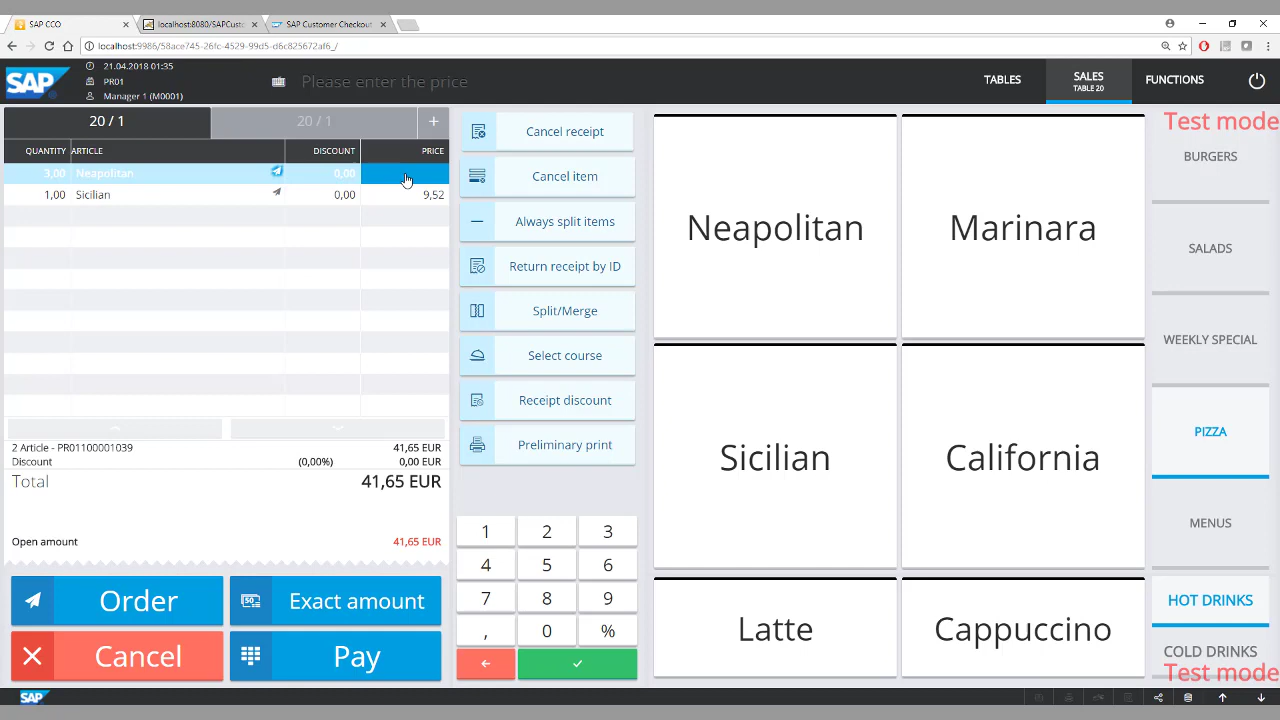 SAP CCO
localhost:8080/SAPCusto
SAP Customer Checkout
localhost:9986/58ace745-26fc-4529-99d5-d6c825672af6_/
SAP
21.04.2018 01:35
PR01
Manager 1 (M0001)
Please enter the price
TABLES
SALES
TABLE 20
FUNCTIONS
20 / 1
20 / 1
+
QUANTITY ARTICLE DISCOUNT PRICE
3,00 Neapolitan 0,00
1,00 Sicilian 0,00 9,52
2 Article - PR01100001039 41,65 EUR
Discount (0,00%) 0,00 EUR
Total 41,65 EUR
Open amount 41,65 EUR
Order
Exact amount
Cancel
Pay
Cancel receipt
Cancel item
Always split items
Return receipt by ID
Split/Merge
Select course
Receipt discount
Preliminary print
1 2 3
4 5 6
7 8 9
, 0 %
Neapolitan
Marinara
Sicilian
California
Latte
Cappuccino
Test mode
BURGERS
SALADS
WEEKLY SPECIAL
PIZZA
MENUS
HOT DRINKS
COLD DRINKS
Test mode
SAP